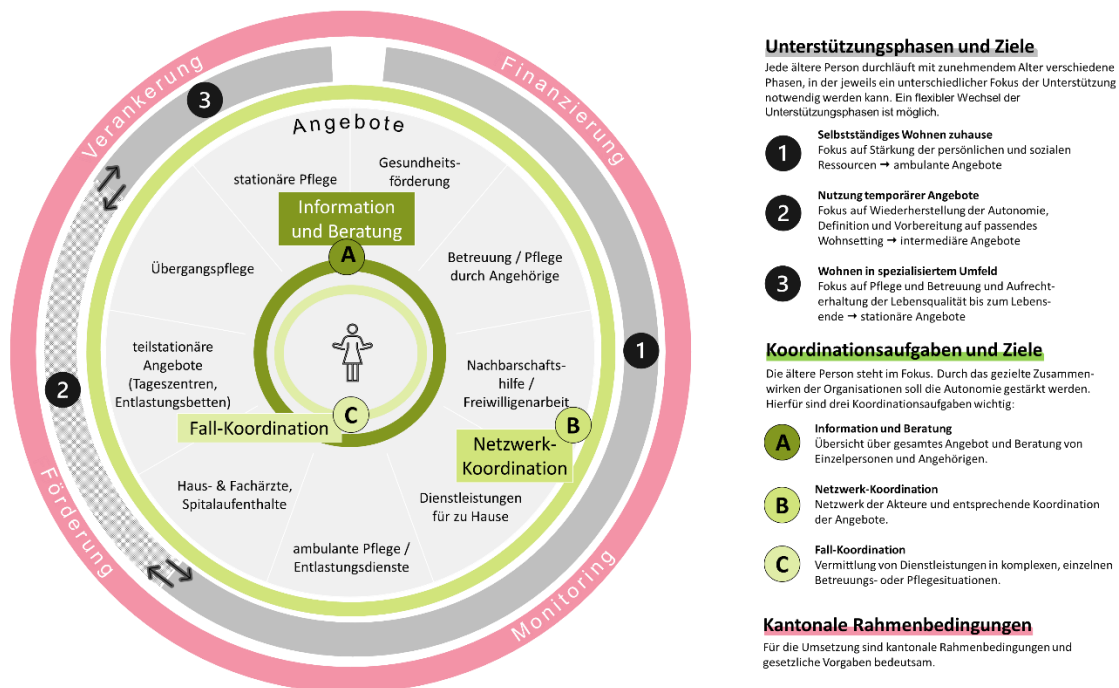 Verankerung
Finanzierung
Förderung
Monitoring
3
1
2
Angebote
Gesundheits-
förderung
stationäre Pflege
Information
und Beratung
A
Betreuung / Pflege
durch Angehörige
Übergangspflege
teilstationäre
Angebote
(Tageszentren,
Entlastungsbetten)
Nachbarschafts-
hilfe /
Freiwilligenarbeit
C
Fall-Koordination
B
Netzwerk-
Koordination
Haus- & Fachärzte,
Spitalaufenthalte
Dienstleistungen
für zu Hause
ambulante Pflege /
Entlastungsdienste
Unterstützungsphasen und Ziele
Jede ältere Person durchläuft mit zunehmendem Alter verschiedene
Phasen, in der jeweils ein unterschiedlicher Fokus der Unterstützung
notwendig werden kann. Ein flexibler Wechsel der
Unterstützungsphasen ist möglich.
1
Selbstständiges Wohnen zuhause
Fokus auf Stärkung der persönlichen und sozialen
Ressourcen → ambulante Angebote
2
Nutzung temporärer Angebote
Fokus auf Wiederherstellung der Autonomie,
Definition und Vorbereitung auf passendes
Wohnsetting → intermediäre Angebote
3
Wohnen in spezialisiertem Umfeld
Fokus auf Pflege und Betreuung und Aufrecht-
erhaltung der Lebensqualität bis zum Lebens-
ende → stationäre Angebote
Koordinationsaufgaben und Ziele
Die ältere Person steht im Fokus. Durch das gezielte Zusammen-
wirken der Organisationen soll die Autonomie gestärkt werden.
Hierfür sind drei Koordinationsaufgaben wichtig:
A
Information und Beratung
Übersicht über gesamtes Angebot und Beratung von
Einzelpersonen und Angehörigen.
B
Netzwerk-Koordination
Netzwerk der Akteure und entsprechende Koordination
der Angebote.
C
Fall-Koordination
Vermittlung von Dienstleistungen in komplexen, einzelnen
Betreuungs- oder Pflegesituationen.
Kantonale Rahmenbedingungen
Für die Umsetzung sind kantonale Rahmenbedingungen und
gesetzliche Vorgaben bedeutsam.